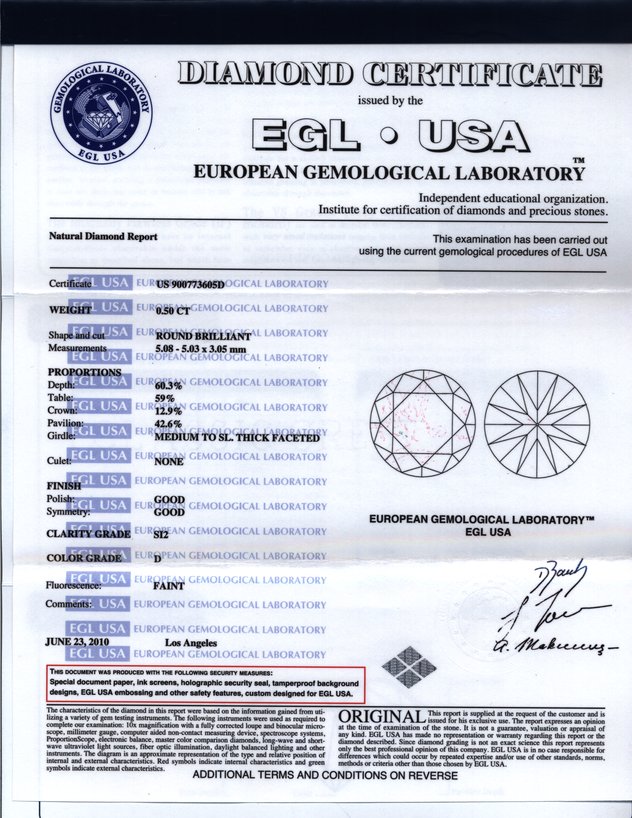 GEMOLOGICAL LABORATORY
EGL USA
DIAMOND CERTIFICATE
issued by the
EGL • USA
EUROPEAN GEMOLOGICAL LABORATORY™
Independent educational organization.
Institute for certification of diamonds and precious stones.
Natural Diamond Report
This examination has been carried out
using the current gemological procedures of EGL USA
Certificate US 900773605D
WEIGHT 0.50 CT
Shape and cut ROUND BRILLIANT
Measurements 5.08 - 5.03 x 3.05 mm
PROPORTIONS
Depth: 60.3%
Table: 59%
Crown: 12.9%
Pavilion: 42.6%
Girdle: MEDIUM TO SL. THICK FACETED
Culet: NONE
FINISH
Polish: GOOD
Symmetry: GOOD
CLARITY GRADE SI2
COLOR GRADE D
Fluorescence: FAINT
Comments:
JUNE 23, 2010 Los Angeles
EUROPEAN GEMOLOGICAL LABORATORY™
EGL USA
THIS DOCUMENT WAS PRODUCED WITH THE FOLLOWING SECURITY MEASURES:
Special document paper, ink screens, holographic security seal, tamperproof background
designs, EGL USA embossing and other safety features, custom designed for EGL USA.
The characteristics of the diamond in this report were based on the information gained from uti-
lizing a variety of gem testing instruments. The following instruments were used as required to
complete our examination: 10x magnification with a fully corrected loupe and binocular micro-
scope, millimeter gauge, computer aided non-contact measuring device, spectroscope systems,
ProportionScope, electronic balance, master color comparison diamonds, long-wave and short-
wave ultraviolet light sources, fiber optic illumination, daylight balanced lighting and other
instruments. The diagram is an approximate representation of the type and relative position of
internal and external characteristics. Red symbols indicate internal characteristics and green
symbols indicate external characteristics.
ORIGINAL This report is supplied at the request of the customer and is
issued for his exclusive use. The report expresses an opinion
at the time of examination of the stone. It is not a guarantee, valuation or appraisal of
any kind. EGL USA has made no representation or warranty regarding this report or the
diamond described. Since diamond grading is not an exact science this report represents
only the best professional opinion of this company. EGL USA is in no case responsible for
differences which could occur by repeated expertise and/or use of other standards, norms,
methods or criteria other than those chosen by EGL USA.
ADDITIONAL TERMS AND CONDITIONS ON REVERSE